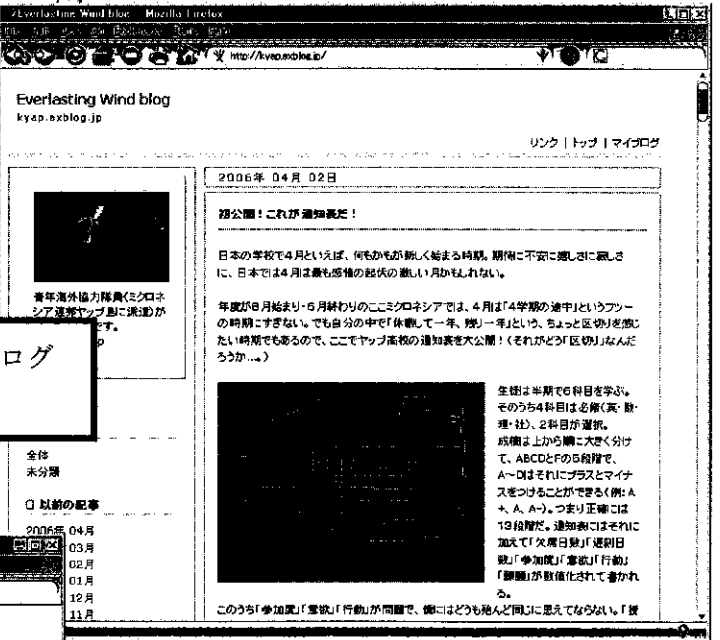 Everlasting Wind blog - Mozilla Firefox
http://kyap.exblog.jp/
Everlasting Wind blog
kyap.exblog.jp
リンク | トップ | マイブログ
青年海外協力隊員(ミクロネ
シア連邦ヤップ島に派遣)が
です。
ログ
全体
未分類
以前の記事
2006年 04月
03月
02月
01月
12月
11月
2006年 04月 02日
初公開!これが通知表だ!
日本の学校で4月といえば、何もかもが新しく始まる時期。期待に不安に嬉しさに寂しさ
に、日本では4月は最も感情の起伏の激しい月かもしれない。
年度が8月始まり・6月終わりのここミクロネシアでは、4月は「4学期の途中」というフツー
の時期にすぎない。でも自分の中で「休暇して一年、残り一年」という、ちょっと区切りを感じ
たい時期でもあるので、ここでヤップ高校の通知表を大公開!(それがどう「区切り」なんだ
ろうか…。)
生徒は半期で6科目を学ぶ。
そのうち4科目は必修(英・数・
理・社)、2科目が選択。
成績は上から順に大きく分け
て、ABCDとFの5段階で、
A~Dはそれにプラスとマイナ
スをつけることができる(例:A
+、A、A-)。つまり正確には
13段階だ。通知表にはそれに
加えて「欠席日数」「遅刻日
数」「参加度」「意欲」「行動」
「課題」が数値化されて書かれ
る。
このうち「参加度」「意欲」「行動」が問題で、僕にはどうも殆んど同じに思えてならない。「授